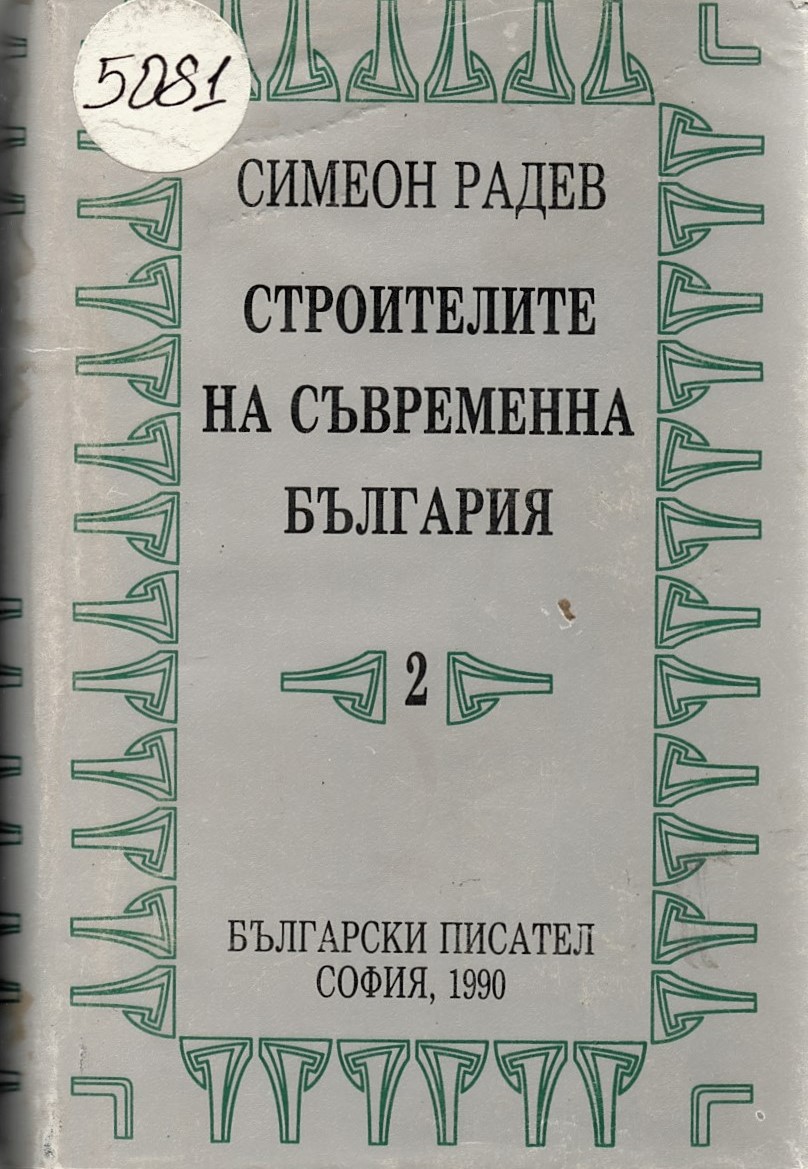 5081
СИМЕОН РАДЕВ
СТРОИТЕЛИТЕ
НА СЪВРЕМЕННА
БЪЛГАРИЯ
2
БЪЛГАРСКИ ПИСАТЕЛ
СОФИЯ, 1990